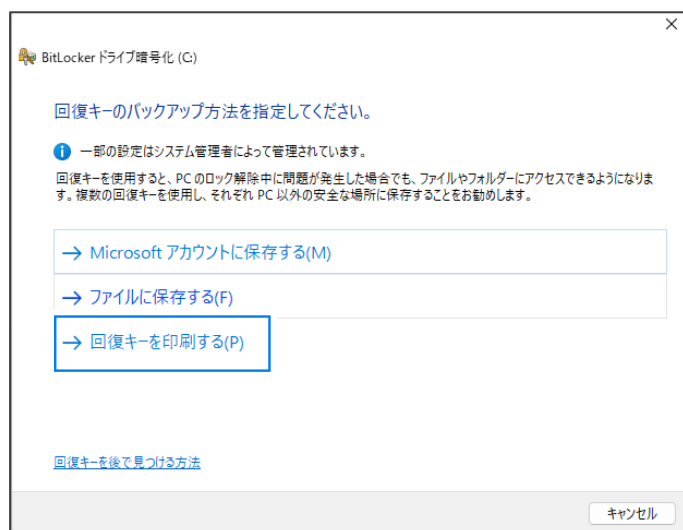 BitLocker ドライブ暗号化 (C:)
回復キーのバックアップ方法を指定してください。
一部の設定はシステム管理者によって管理されています。
回復キーを使用すると、PC のロック解除中に問題が発生した場合でも、ファイルやフォルダーにアクセスできるようになりま
す。複数の回復キーを使用し、それぞれ PC 以外の安全な場所に保存することをお勧めします。
→ Microsoft アカウントに保存する(M)
→ ファイルに保存する(F)
→ 回復キーを印刷する(P)
回復キーを後で見つける方法
キャンセル